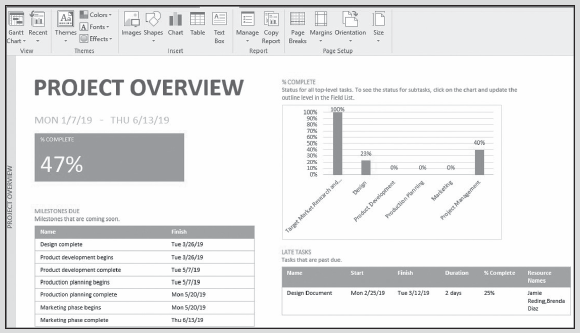 Gantt Chart
Recent
Themes
Colors
Fonts
Effects
Images
Shapes
Chart
Table
Text Box
Manage
Copy Report
Page Breaks
Margins
Orientation
Size
View
Themes
Insert
Report
Page Setup
PROJECT OVERVIEW
PROJECT OVERVIEW
MON 1/7/19 - THU 6/13/19
% COMPLETE
47%
MILESTONES DUE
Milestones that are coming soon.
Name Finish
Design complete Tue 3/26/19
Product development begins Tue 3/26/19
Product development complete Tue 5/7/19
Production planning begins Tue 5/7/19
Production planning complete Mon 5/20/19
Marketing phase begins Mon 5/20/19
Marketing phase complete Thu 6/13/19
% COMPLETE
Status for all top-level tasks. To see the status for subtasks, click on the chart and update the
outline level in the Field List.
100%
90%
80%
70%
60%
50%
40%
30%
20%
10%
0%
100%
23%
0%
0%
0%
40%
Target Market Research and...
Design
Product Development
Production Planning
Marketing
Project Management
LATE TASKS
Tasks that are past due.
Name Start Finish Duration % Complete Resource
Names
Design Document Mon 2/25/19 Tue 3/12/19 2 days 25% Jamie
Reding,Brenda
Diaz